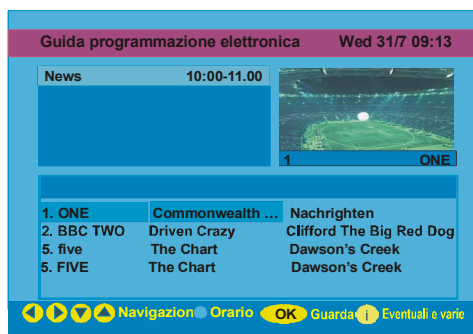 Guida programmazione elettronica Wed 31/7 09:13
News 10:00-11.00
1 ONE
1. ONE Commonwealth ... Nachrighten
2. BBC TWO Driven Crazy Clifford The Big Red Dog
5. five The Chart Dawson's Creek
5. FIVE The Chart Dawson's Creek
Navigazion Orario OK Guarda i Eventuali e varie